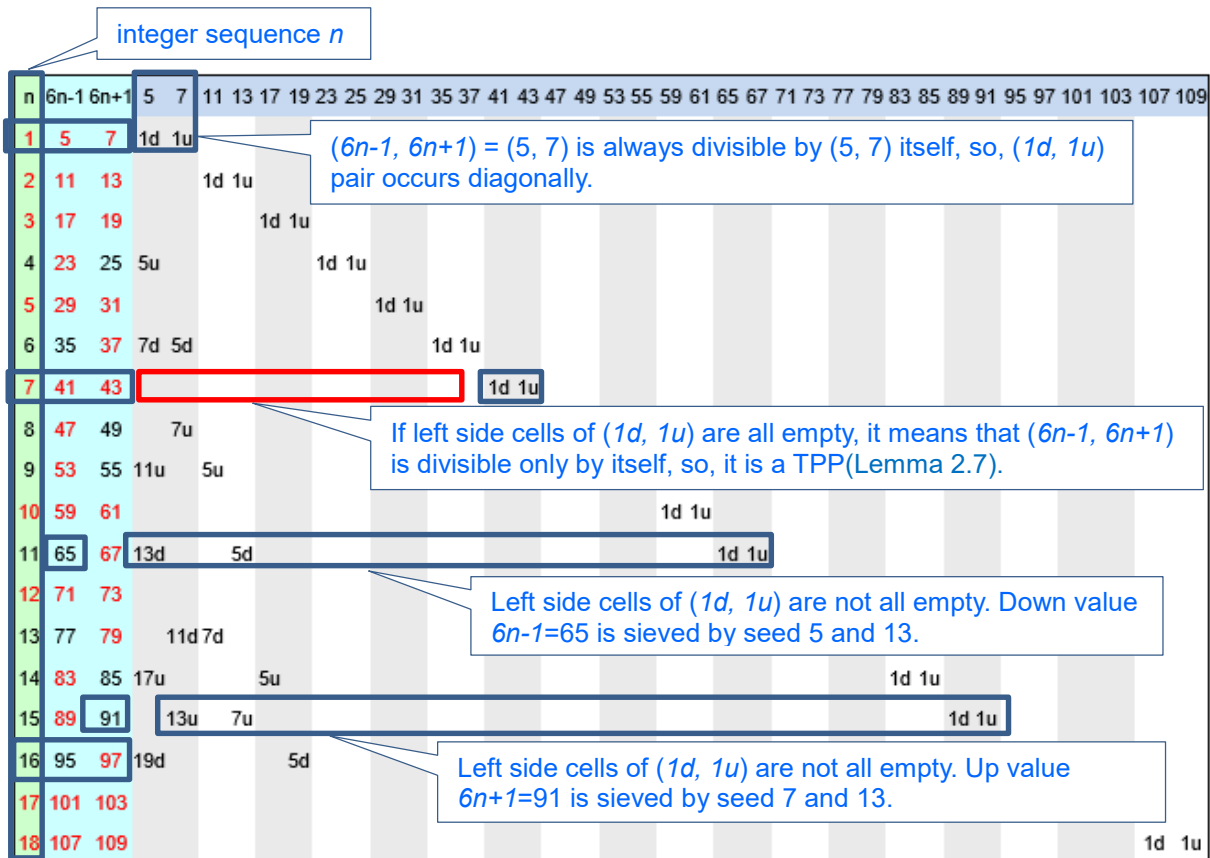 integer sequence n
n 6n-1 6n+1 5 7 11 13 17 19 23 25 29 31 35 37 41 43 47 49 53 55 59 61 65 67 71 73 77 79 83 85 89 91 95 97 101 103 107 109
1 5 7 1d 1u
(6n-1, 6n+1) = (5, 7) is always divisible by (5, 7) itself, so, (1d, 1u)
pair occurs diagonally.
2 11 13 1d 1u
3 17 19 1d 1u
4 23 25 5u 1d 1u
5 29 31 1d 1u
6 35 37 7d 5d 1d 1u
7 41 43 1d 1u
If left side cells of (1d, 1u) are all empty, it means that (6n-1, 6n+1)
is divisible only by itself, so, it is a TPP(Lemma 2.7).
8 47 49 7u
9 53 55 11u 5u
10 59 61 1d 1u
11 65 67 13d 5d 1d 1u
Left side cells of (1d, 1u) are not all empty. Down value
6n-1=65 is sieved by seed 5 and 13.
12 71 73
13 77 79 11d 7d
14 83 85 17u 5u 1d 1u
15 89 91 13u 7u 1d 1u
Left side cells of (1d, 1u) are not all empty. Up value
6n+1=91 is sieved by seed 7 and 13.
16 95 97 19d 5d
17 101 103
18 107 109 1d 1u